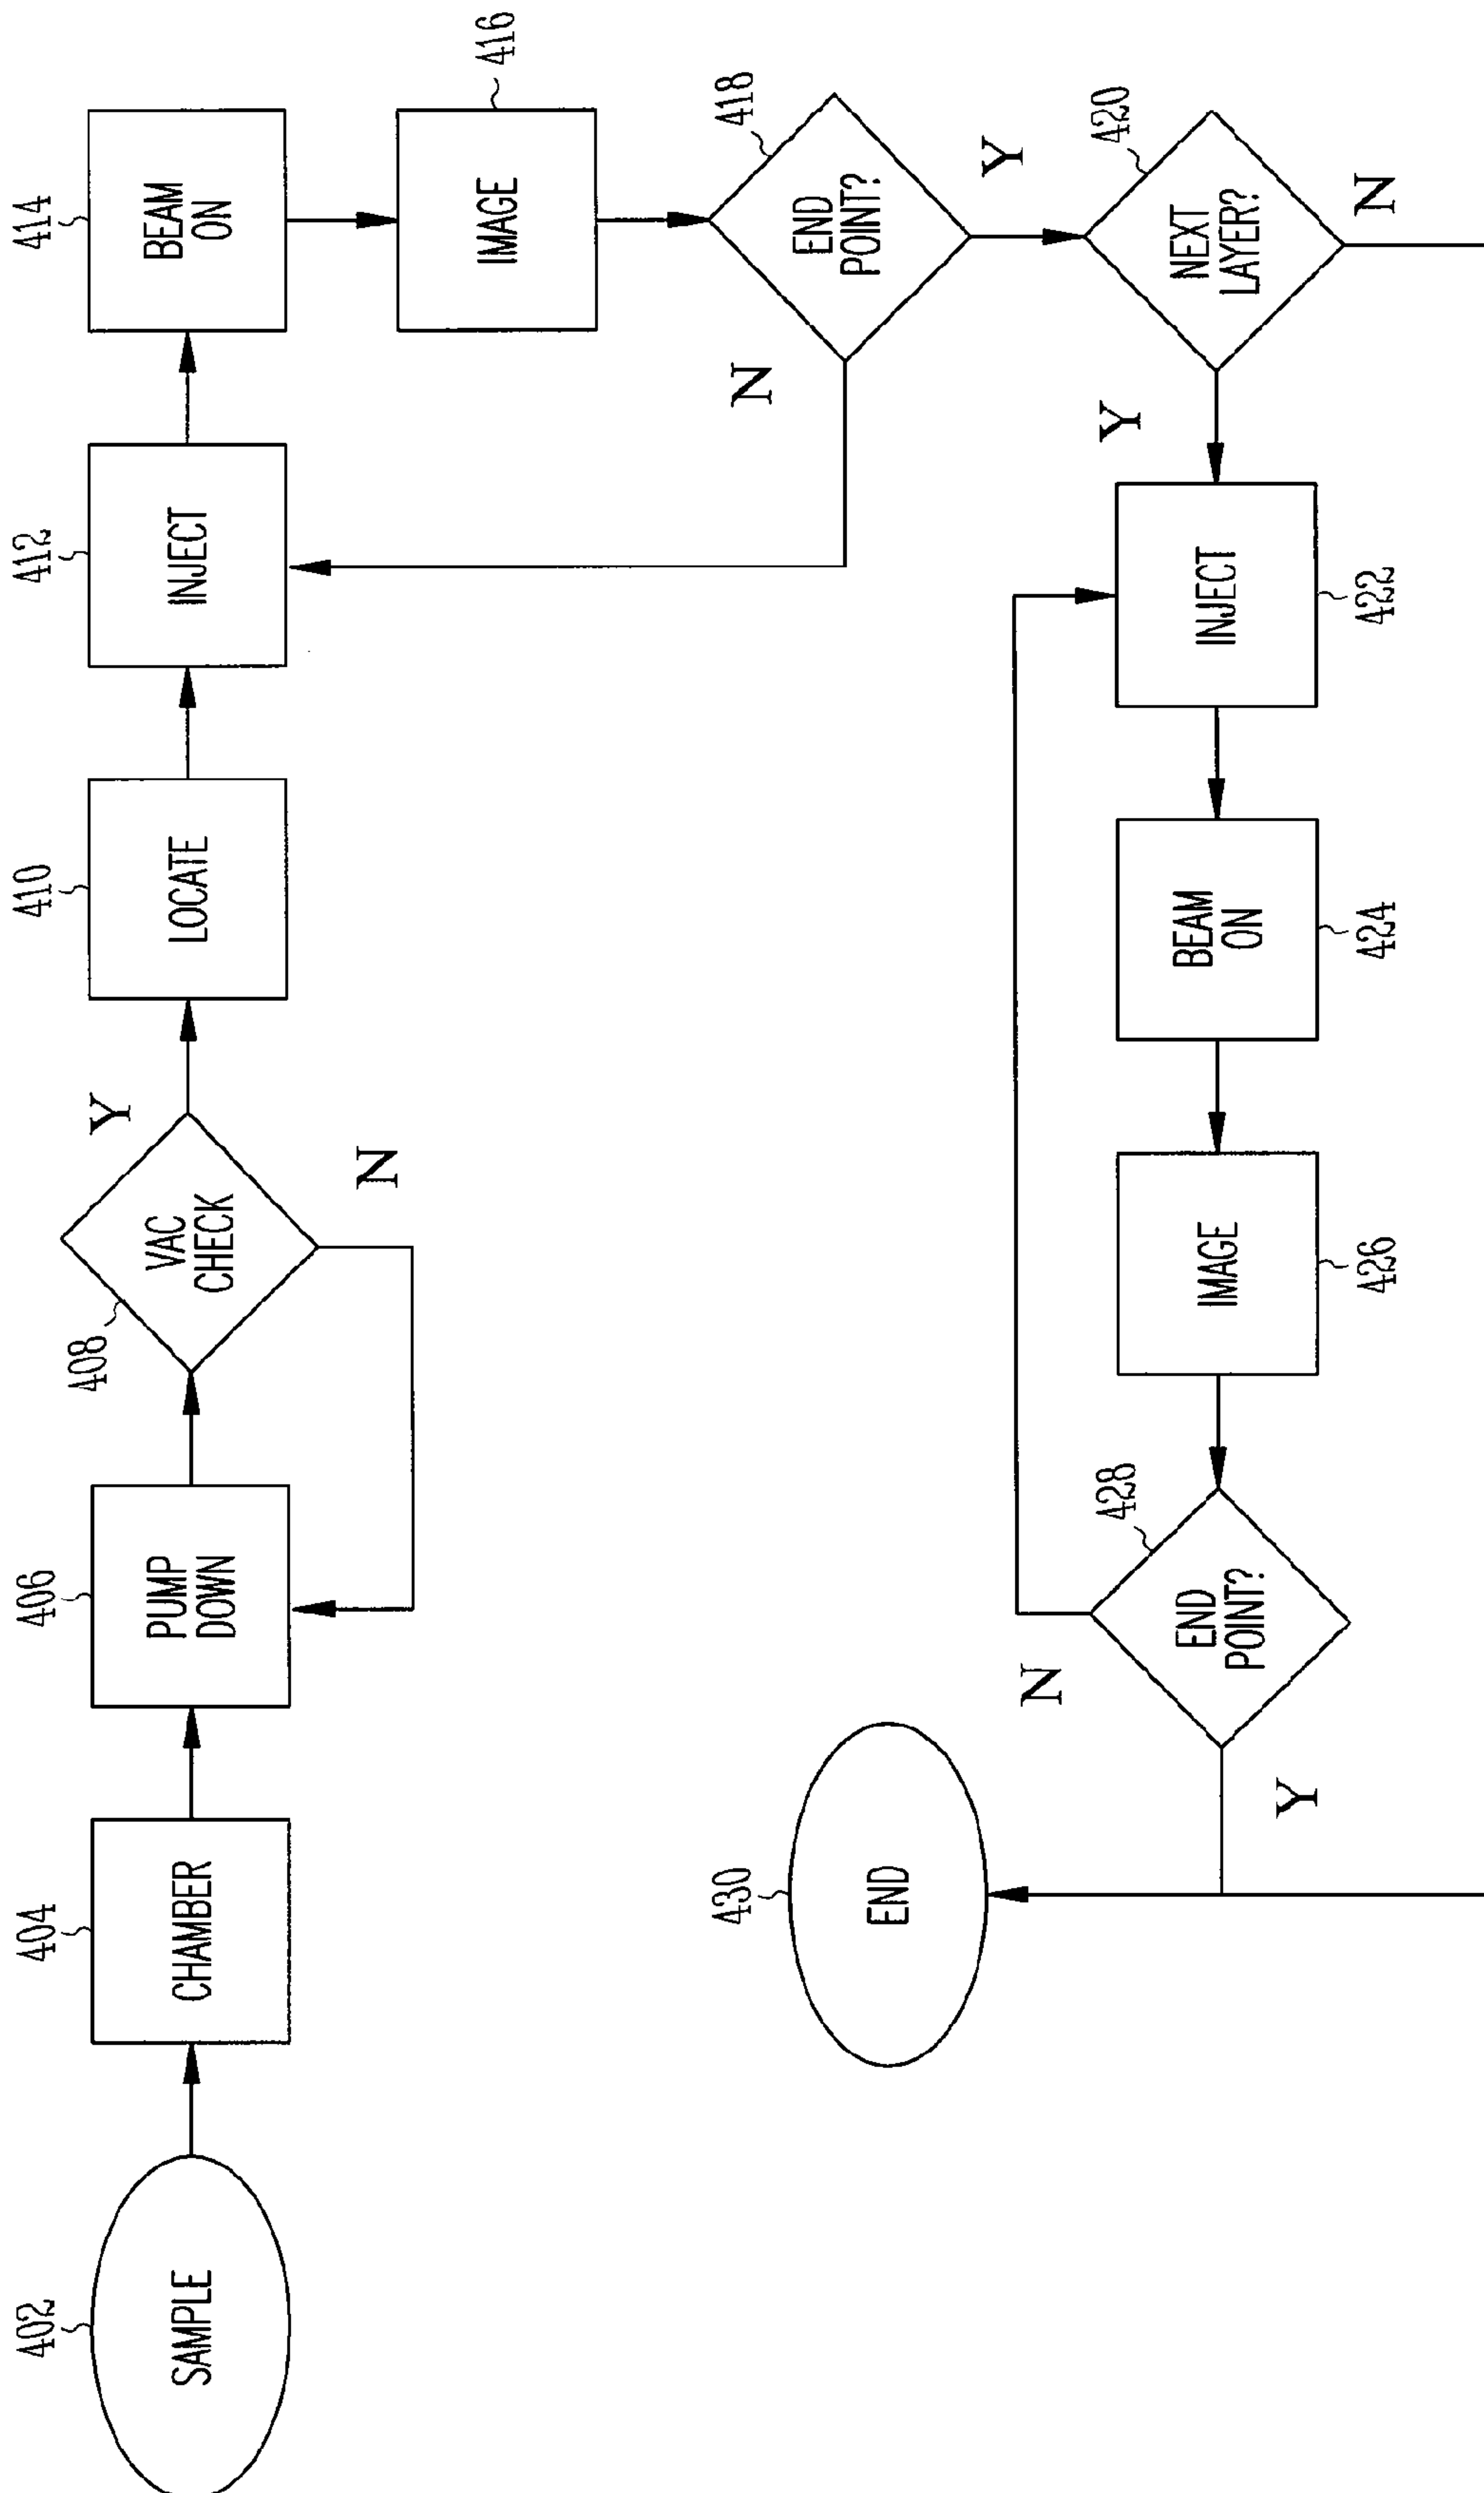 402
SAMPLE
404
CHAMBER
406
PUMP
DOWN
408
VAC
CHECK
Y
N
410
LOCATE
412
INJECT
414
BEAM
ON
416
IMAGE
418
END
POINT?
N
Y
420
NEXT
LAYER?
Y
N
422
INJECT
424
BEAM
ON
426
IMAGE
428
END
POINT?
N
Y
430
END